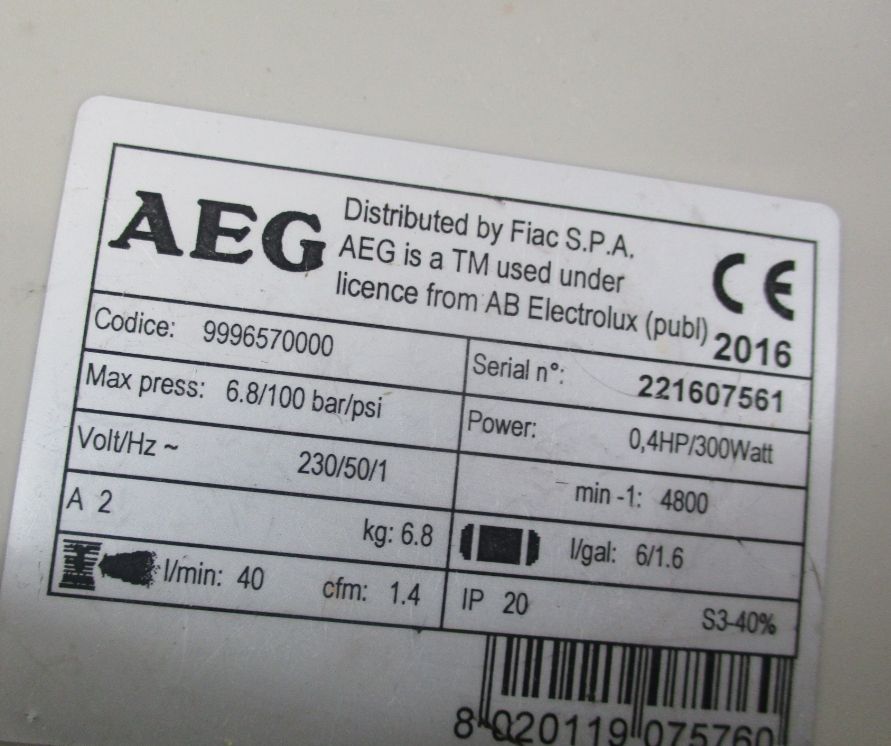 AEG
Distributed by Fiac S.P.A.
AEG is a TM used under
licence from AB Electrolux (publ)
CE
2016
Codice: 9996570000
Serial n°: 221607561
Max press: 6.8/100 bar/psi
Power: 0,4HP/300Watt
Volt/Hz ~ 230/50/1
min -1: 4800
A 2 kg: 6.8
l/gal: 6/1.6
l/min: 40 cfm: 1.4
IP 20 S3-40%
8 020119 075760